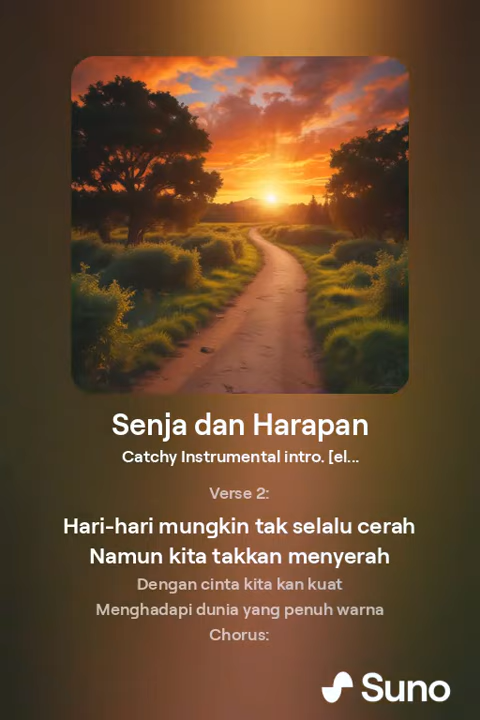 Senja dan Harapan
Catchy Instrumental intro. [el...
Verse 2:
Hari-hari mungkin tak selalu cerah
Namun kita takkan menyerah
Dengan cinta kita kan kuat
Menghadapi dunia yang penuh warna
Chorus:
Suno